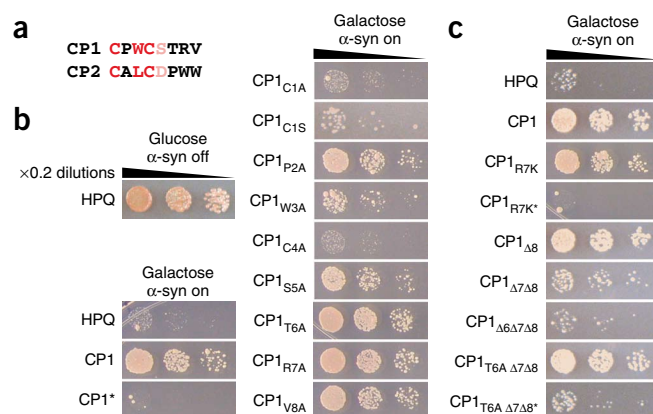 a
CP1 CPWCSTRV
CP2 CALCDPWW
b
Glucose
α-syn off
×0.2 dilutions
HPQ
Galactose
α-syn on
HPQ
CP1
CP1*
Galactose
α-syn on
CP1C1A
CP1C1S
CP1P2A
CP1W3A
CP1C4A
CP1S5A
CP1T6A
CP1R7A
CP1V8A
c
Galactose
α-syn on
HPQ
CP1
CP1R7K
CP1R7K*
CP1Δ8
CP1Δ7Δ8
CP1Δ6Δ7Δ8
CP1T6A Δ7Δ8
CP1T6A Δ7Δ8*